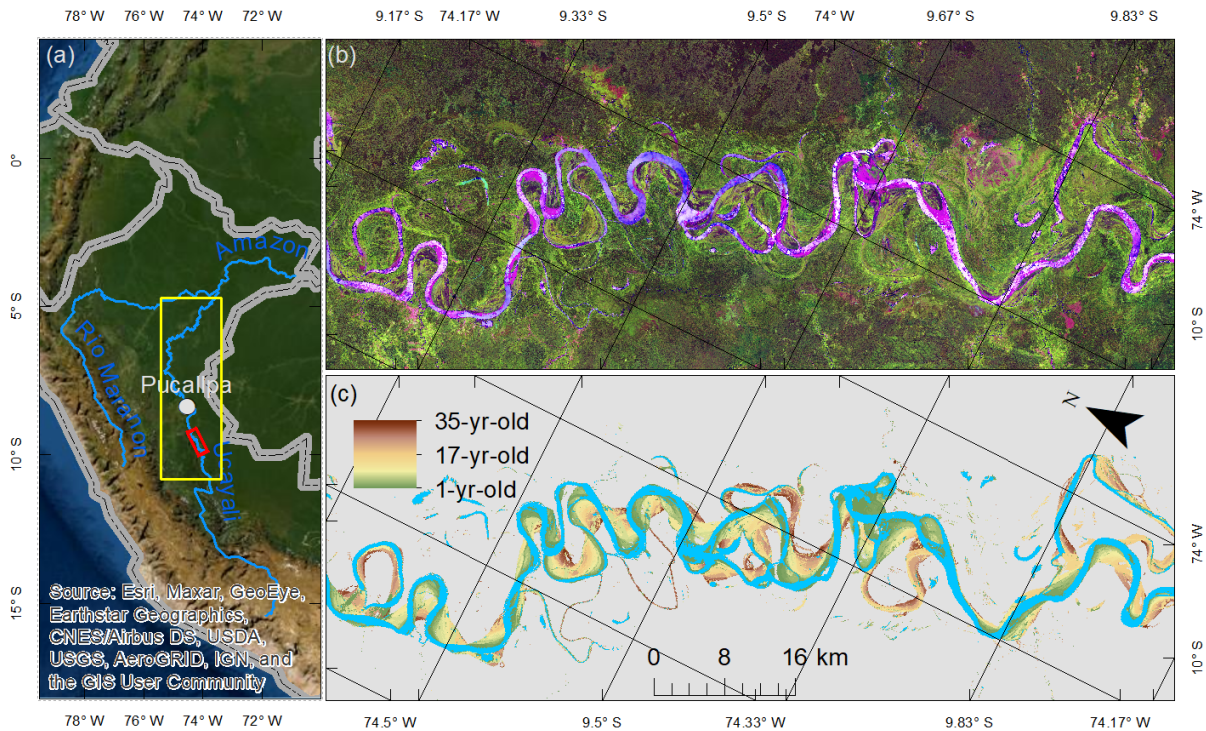 78° W 76° W 74° W 72° W
9.17° S 74.17° W 9.33° S 9.5° S 74° W 9.67° S 9.83° S
(a)
(b)
0°
5° S
10° S
15° S
Amazon
Rio Maranon
Pucallpa
Ucayali
Source: Esri, Maxar, GeoEye,
Earthstar Geographics,
CNES/Airbus DS, USDA,
USGS, AeroGRID, IGN, and
the GIS User Community
74° W
10° S
(c)
35-yr-old
17-yr-old
1-yr-old
N
0 8 16 km
74° W
10° S
78° W 76° W 74° W 72° W
74.5° W 9.5° S 74.33° W 9.83° S 74.17° W